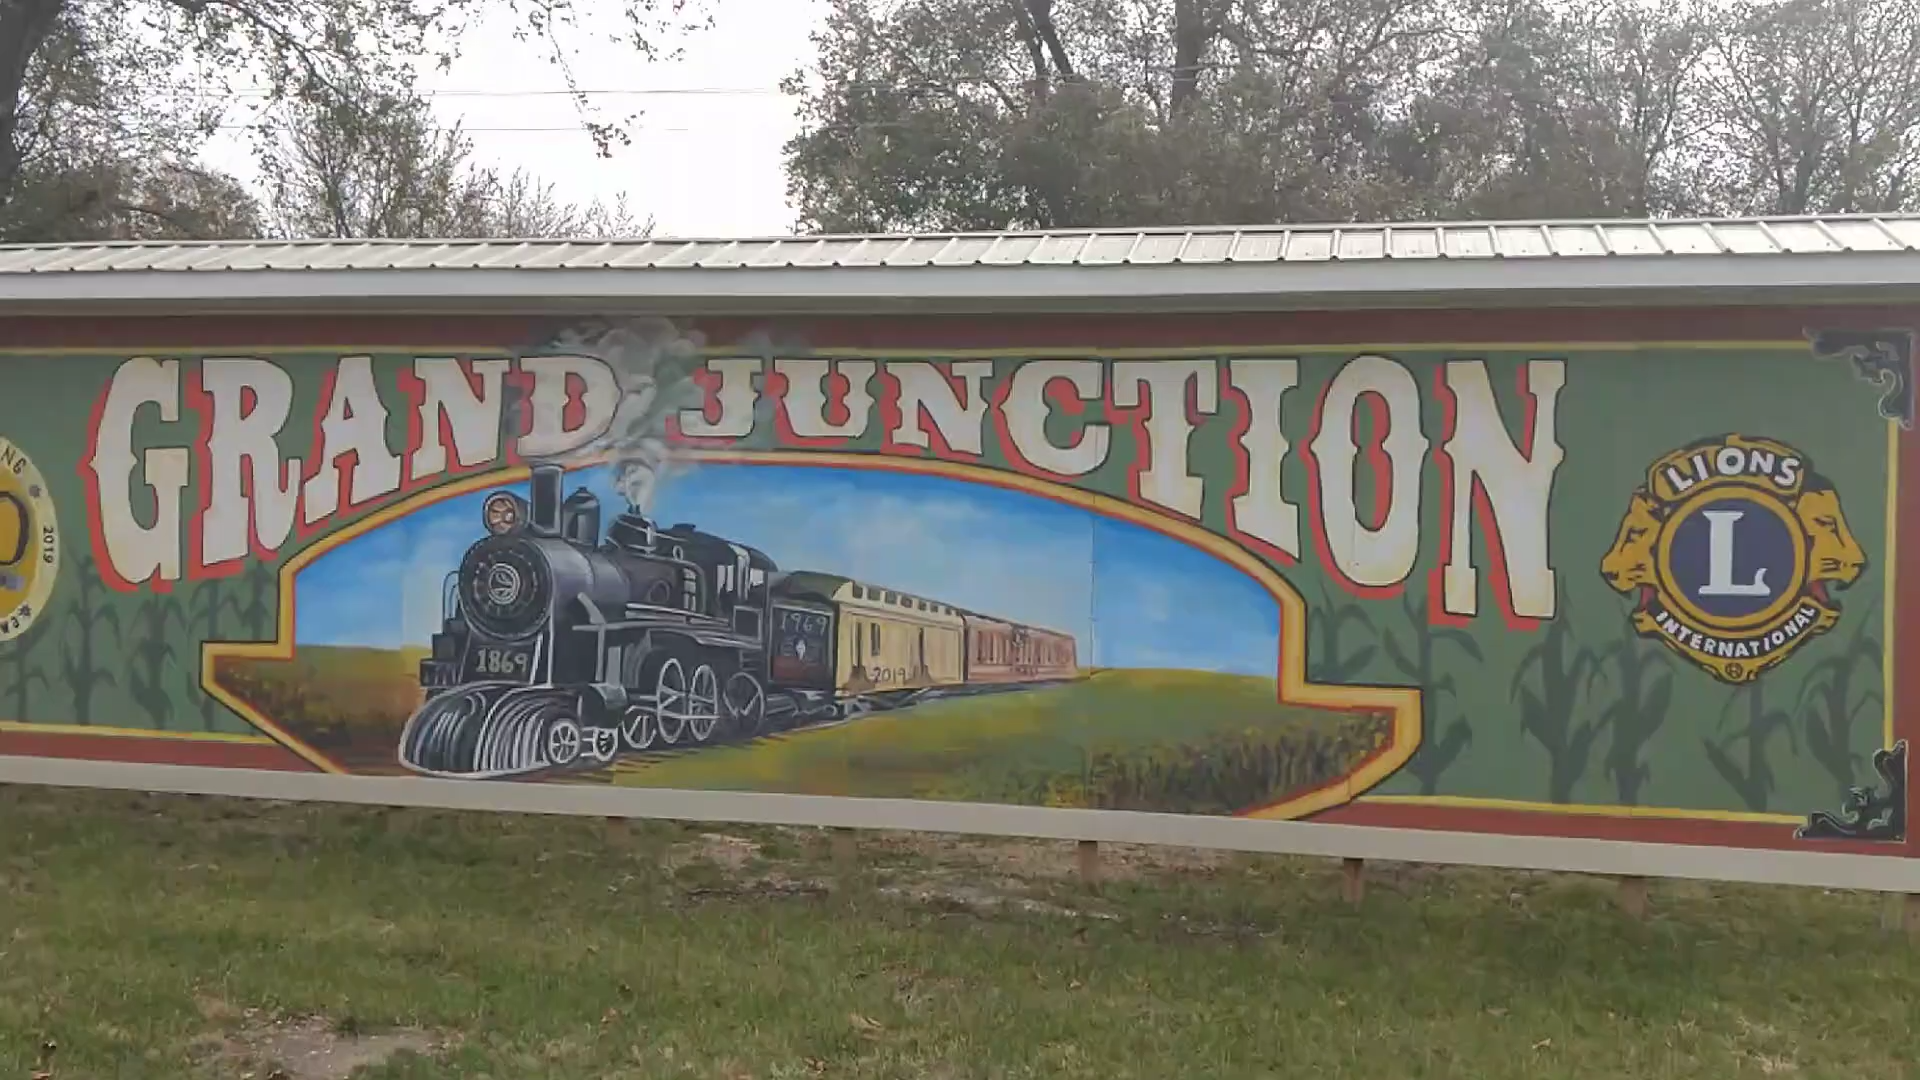 GRAND JUNCTION
LIONS
L
INTERNATIONAL
2019
1869
1969
2019